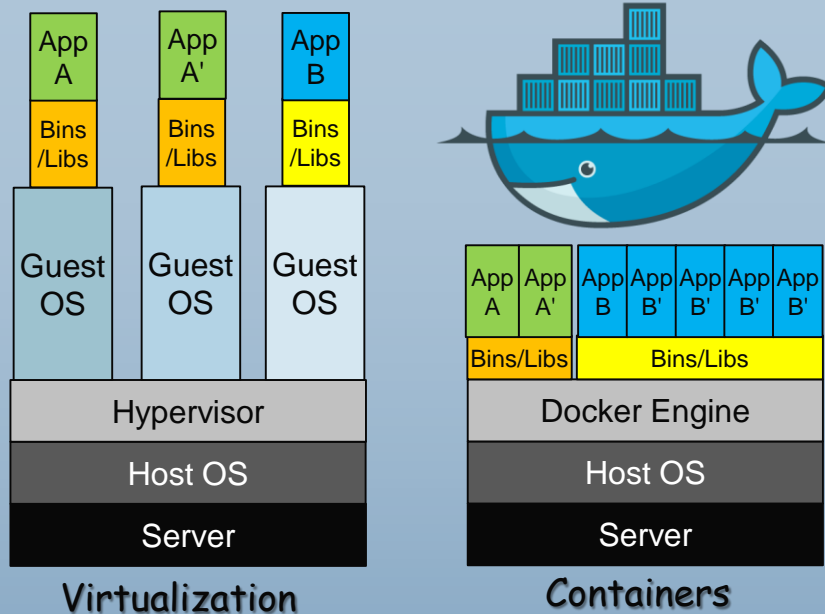 App
A
Bins
/Libs
Guest
OS
App
A'
Bins
/Libs
Guest
OS
App
B
Bins
/Libs
Guest
OS
Hypervisor
Host OS
Server
Virtualization
App
A
App
A'
App
B
App
B'
App
B'
App
B'
App
B'
Bins/Libs
Bins/Libs
Docker Engine
Host OS
Server
Containers